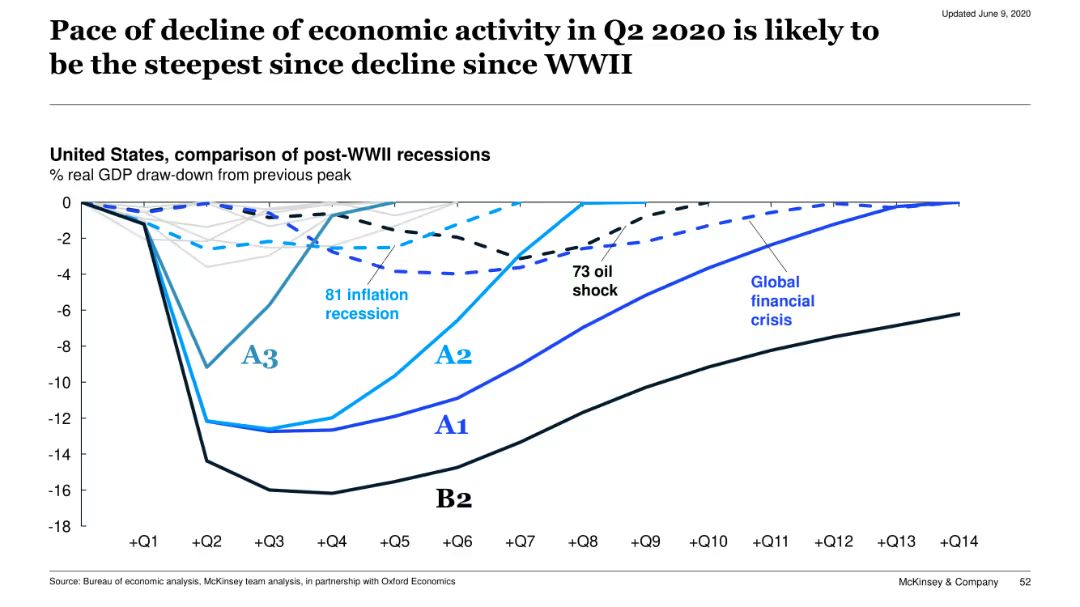 Updated June 9, 2020
Pace of decline of economic activity in Q2 2020 is likely to
be the steepest since decline since WWII
United States, comparison of post-WWII recessions
% real GDP draw-down from previous peak
0
-2
-4
-6
-8
-10
-12
-14
-16
-18
81 inflation
recession
73 oil
shock
Global
financial
crisis
A3
A2
A1
B2
+Q1 +Q2 +Q3 +Q4 +Q5 +Q6 +Q7 +Q8 +Q9 +Q10 +Q11 +Q12 +Q13 +Q14
Source: Bureau of economic analysis, McKinsey team analysis, in partnership with Oxford Economics
McKinsey & Company 52